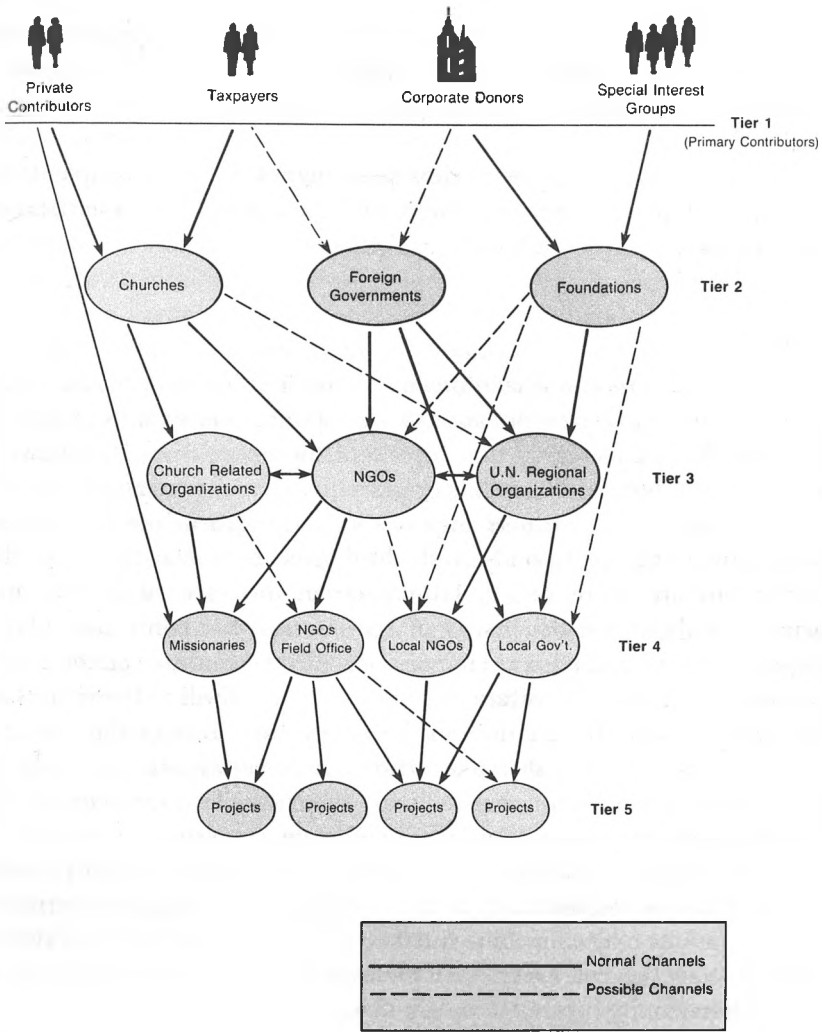 Private
Contributors
Taxpayers
Corporate Donors
Special Interest
Groups
Tier 1
(Primary Contributors)
Churches
Foreign
Governments
Foundations
Tier 2
Church Related
Organizations
NGOs
U.N. Regional
Organizations
Tier 3
Missionaries
NGOs
Field Office
Local NGOs
Local Gov't.
Tier 4
Projects
Projects
Projects
Projects
Tier 5
Normal Channels
Possible Channels